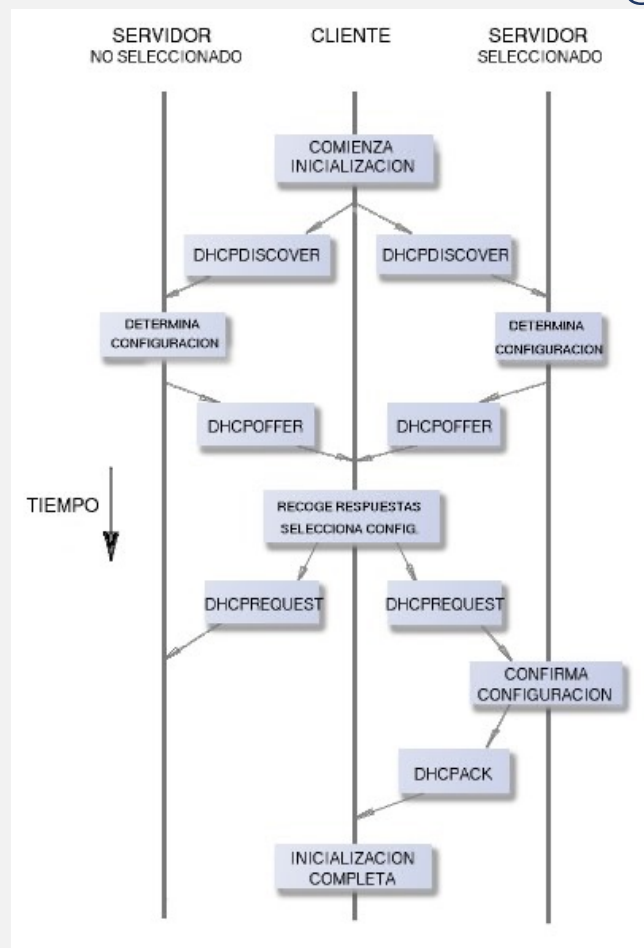 SERVIDOR
NO SELECCIONADO
CLIENTE
SERVIDOR
SELECCIONADO
COMIENZA
INICIALIZACION
DHCPDISCOVER
DHCPDISCOVER
DETERMINA
CONFIGURACION
DETERMINA
CONFIGURACION
DHCPOFFER
DHCPOFFER
TIEMPO
RECOGE RESPUESTAS
SELECCIONA CONFIG.
DHCPREQUEST
DHCPREQUEST
CONFIRMA
CONFIGURACION
DHCPACK
INICIALIZACION
COMPLETA